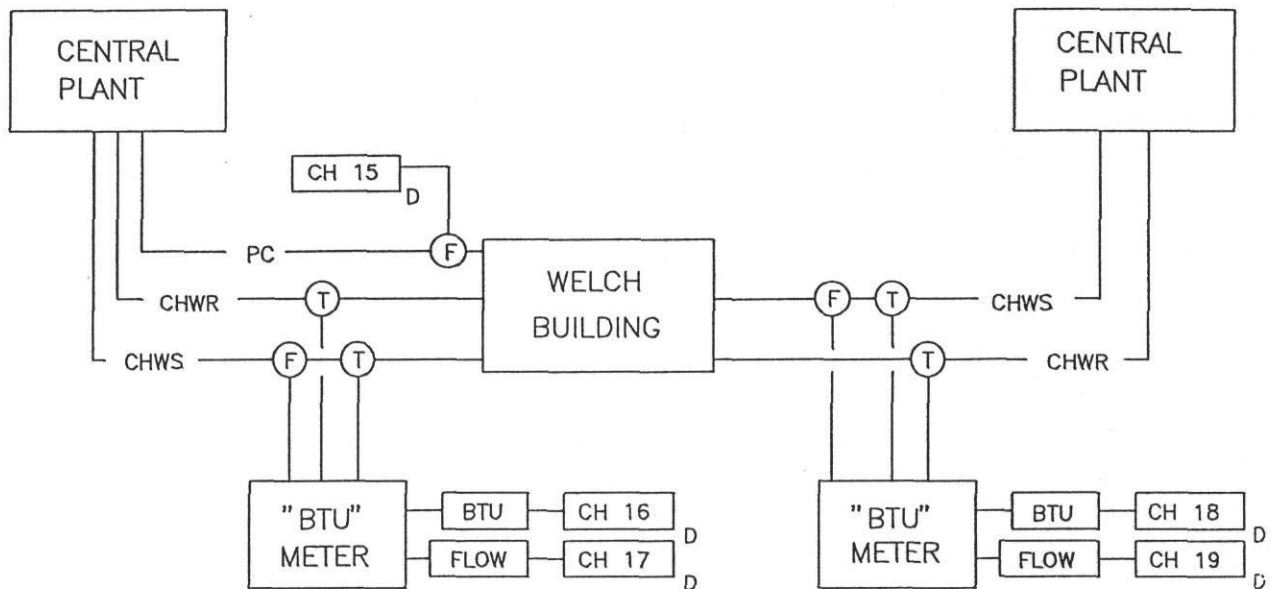 CENTRAL
PLANT
CENTRAL
PLANT
CH 15
D
PC
F
WELCH
BUILDING
CHWR
T
F
T
CHWS
CHWS
F
T
T
CHWR
"BTU"
METER
BTU
CH 16
D
FLOW
CH 17
D
"BTU"
METER
BTU
CH 18
D
FLOW
CH 19
D